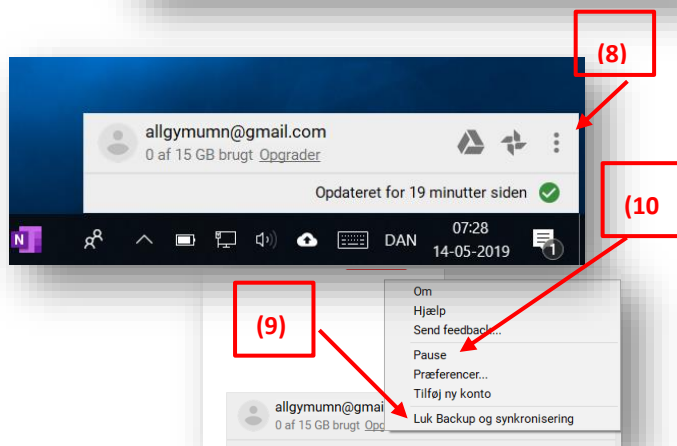 (8)
allgymumn@gmail.com
0 af 15 GB brugt Opgrader
Opdateret for 19 minutter siden
(10
N
DAN
07:28
14-05-2019
1
Om
Hjælp
Send feedback...
(9)
Pause
Præferencer...
Tilføj ny konto
allgymumn@gmai
0 af 15 GB brugt Opg
Luk Backup og synkronisering